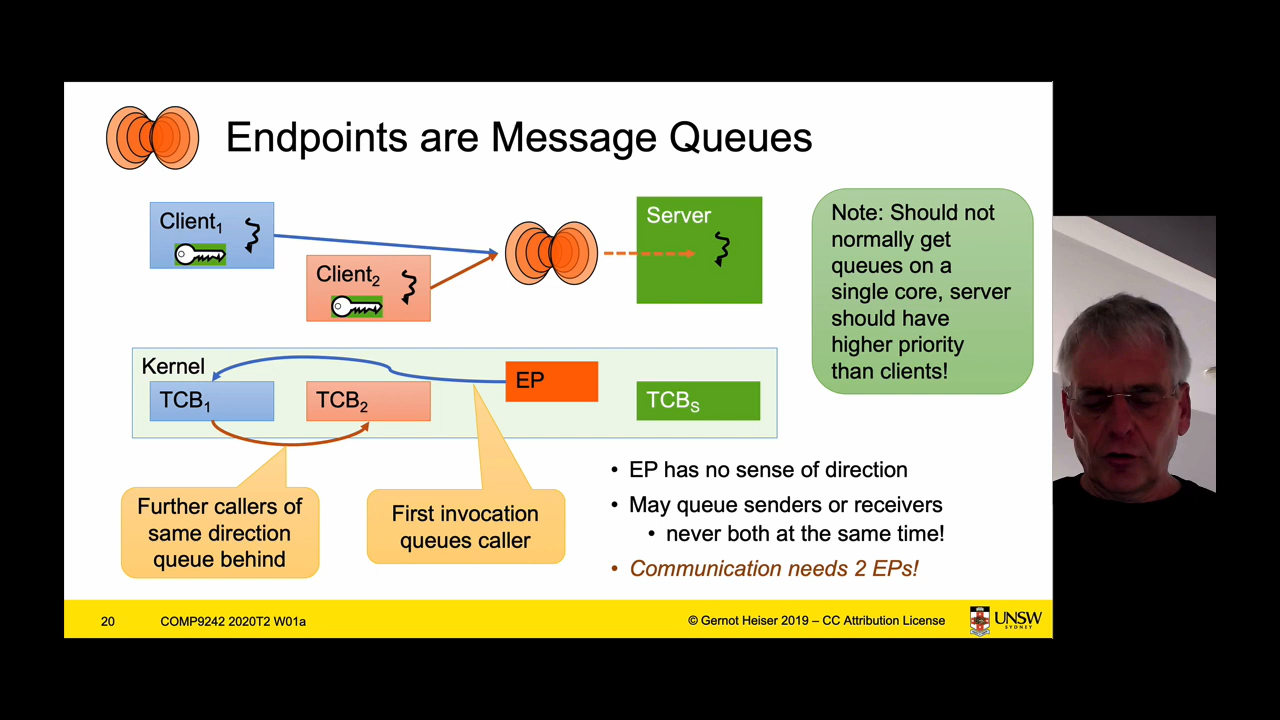 Endpoints are Message Queues
Client1
Client2
Server
Note: Should not
normally get
queues on a
single core, server
should have
higher priority
than clients!
Kernel
TCB1
TCB2
EP
TCBS
Further callers of
same direction
queue behind
First invocation
queues caller
• EP has no sense of direction
• May queue senders or receivers
• never both at the same time!
• Communication needs 2 EPs!
20
COMP9242 2020T2 W01a
© Gernot Heiser 2019 – CC Attribution License
UNSW
SYDNEY